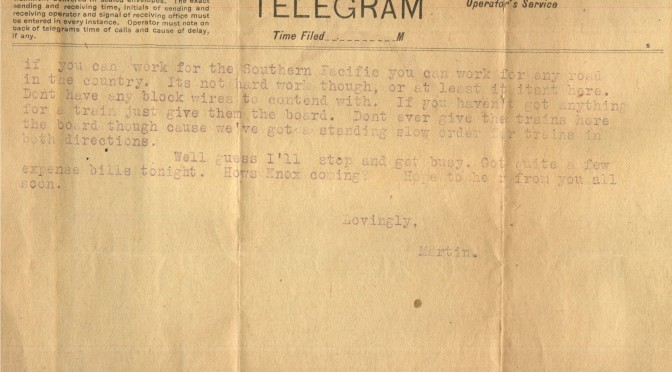 sending and receiving time, initials of sending and
receiving operator and signal of receiving office must
be entered in every instance. Operator must note on
back of telegrams time of calls and cause of delay,
if any.
TELEGRAM
Operator's Service
Time Filed__________M
if you can work for the Southern Pacific you can work for any road
in the country. Its not hard work though, or at least it itant here.
Dont have any block wires to contend with. If you haven't got anything
for a train just give them the board. Dont ever give the trains here
the board though cause we've got a standing slow order for trains in
both directions.
Well guess I'll stop and get busy. Got quite a few
expense bills tonight. Hows Knox coming? Hope to he r from you all
soon.
Lovingly,
Martin.